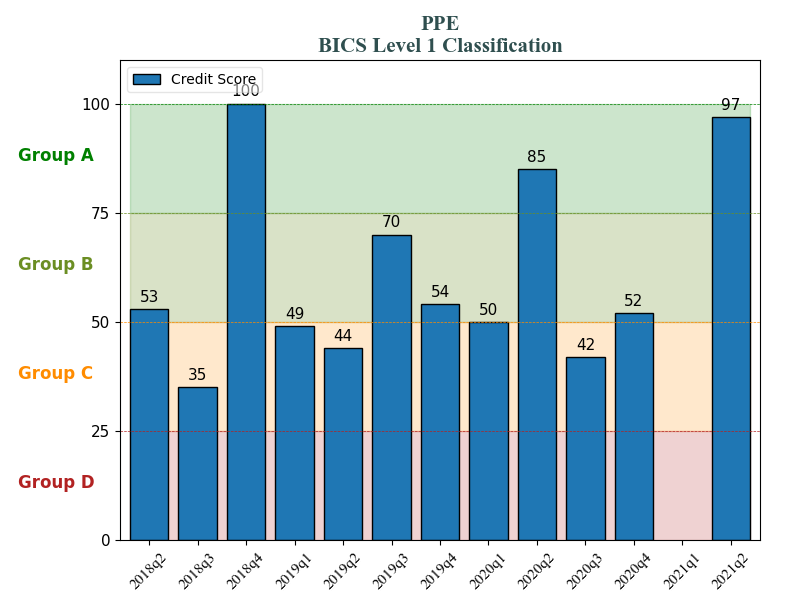 PPE
BICS Level 1 Classification
Credit Score
100
97
100
Group A
85
75
70
Group B
53
54
50
52
50
49
44
42
Group C
35
25
Group D
0
2018q2
2018q3
2018q4
2019q1
2019q2
2019q3
2019q4
2020q1
2020q2
2020q3
2020q4
2021q1
2021q2